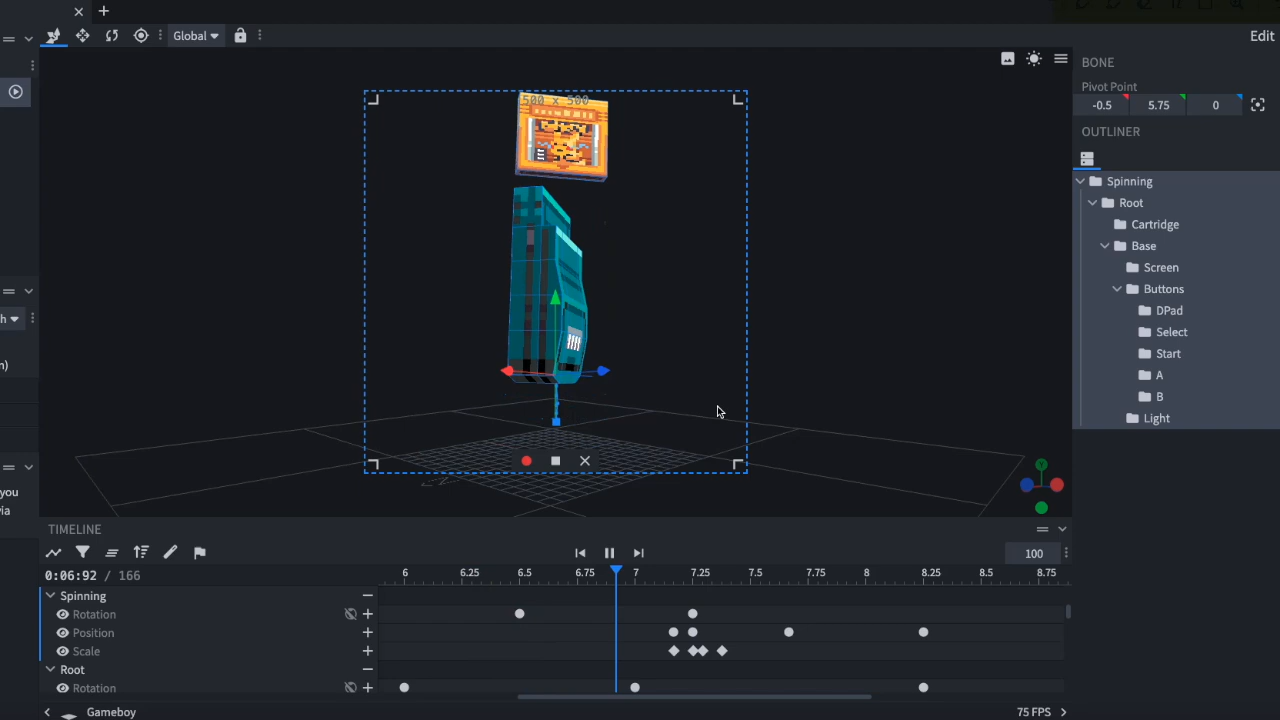 Global
Edit
BONE
Pivot Point
-0.5 5.75 0
OUTLINER
Spinning
Root
Cartridge
Base
Screen
Buttons
DPad
Select
Start
A
B
Light
500 x 500
h
n)
you
via
TIMELINE
100
0:06:92 / 166
6 6.25 6.5 6.75 7 7.25 7.5 7.75 8 8.25 8.5 8.75
Spinning
Rotation
Position
Scale
Root
Rotation
Gameboy
75 FPS